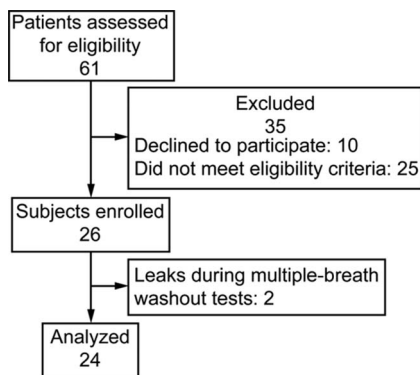 Patients assessed
for eligibility
61
Excluded
35
Declined to participate: 10
Did not meet eligibility criteria: 25
Subjects enrolled
26
Leaks during multiple-breath
washout tests: 2
Analyzed
24